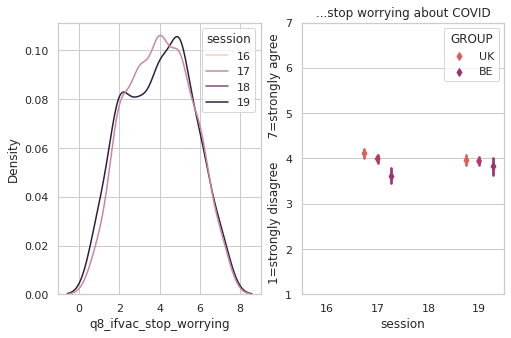 ...stop worrying about COVID
session
16
17
18
19
0.10
0.08
0.06
0.04
0.02
0.00
Density
0
2
4
6
8
q8_ifvac_stop_worrying
GROUP
UK
BE
7
6
5
4
3
2
1
1=strongly disagree 7=strongly agree
16
17
18
19
session